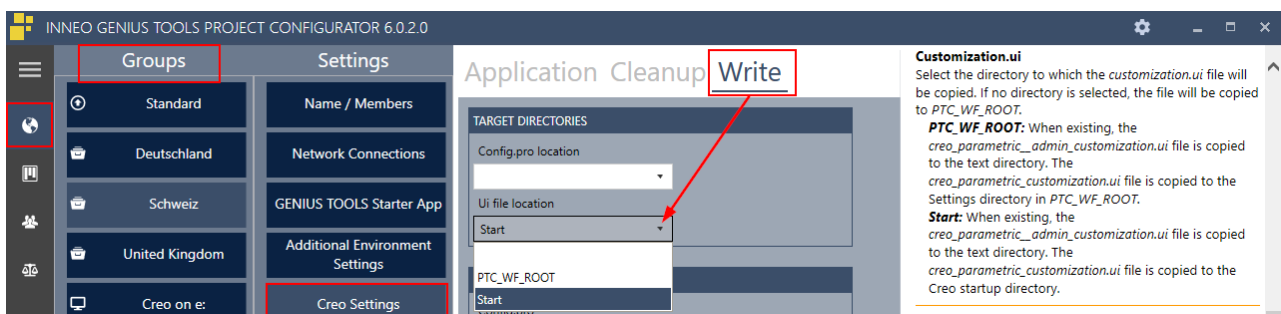 INNEO GENIUS TOOLS PROJECT CONFIGURATOR 6.0.2.0
Groups
Standard
Deutschland
Schweiz
United Kingdom
Creo on e:
Settings
Name / Members
Network Connections
GENIUS TOOLS Starter App
Additional Environment
Settings
Creo Settings
Application Cleanup Write
TARGET DIRECTORIES
Config.pro location
Ui file location
Start
PTC_WF_ROOT
Start
Customization.ui
Select the directory to which the customization.ui file will
be copied. If no directory is selected, the file will be copied
to PTC_WF_ROOT.
PTC_WF_ROOT: When existing, the
creo_parametric__admin_customization.ui file is copied
to the text directory. The
creo_parametric_customization.ui file is copied to the
Settings directory in PTC_WF_ROOT.
Start: When existing, the
creo_parametric__admin_customization.ui file is copied
to the text directory. The
creo_parametric_customization.ui file is copied to the
Creo startup directory.